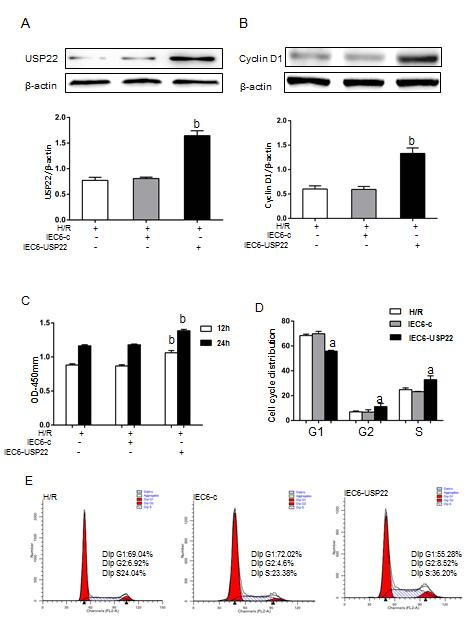 A
B
USP22
β-actin
Cyclin D1
β-actin
USP22/β-actin
2.0
1.5
1.0
0.5
0.0
b
H/R + + +
IEC6-c - + -
IEC6-USP22 - - +
Cyclin D1/β-actin
2.0
1.5
1.0
0.5
0.0
b
H/R + + +
IEC6-c - + -
IEC6-USP22 - - +
C
OD-450mm
1.5
1.0
0.5
0.0
12h
24h
b
b
H/R + + +
IEC6-c - + -
IEC6-USP22 - - +
D
H/R
IEC6-c
IEC6-USP22
Cell cycle distribution
80
60
40
20
0
a
a
a
G1 G2 S
E
H/R
Dip G1:69.04%
Dip G2:6.92%
Dip S24.04%
Number
Channels (FL2-A)
IEC6-c
Dip G1:72.02%
Dip G2:4.6%
Dip S:23.38%
Number
Channels (FL2-A)
IEC6-USP22
Dip G1:55.28%
Dip G2:8.52%
Dip S:36.20%
Number
Channels (FL2-A)